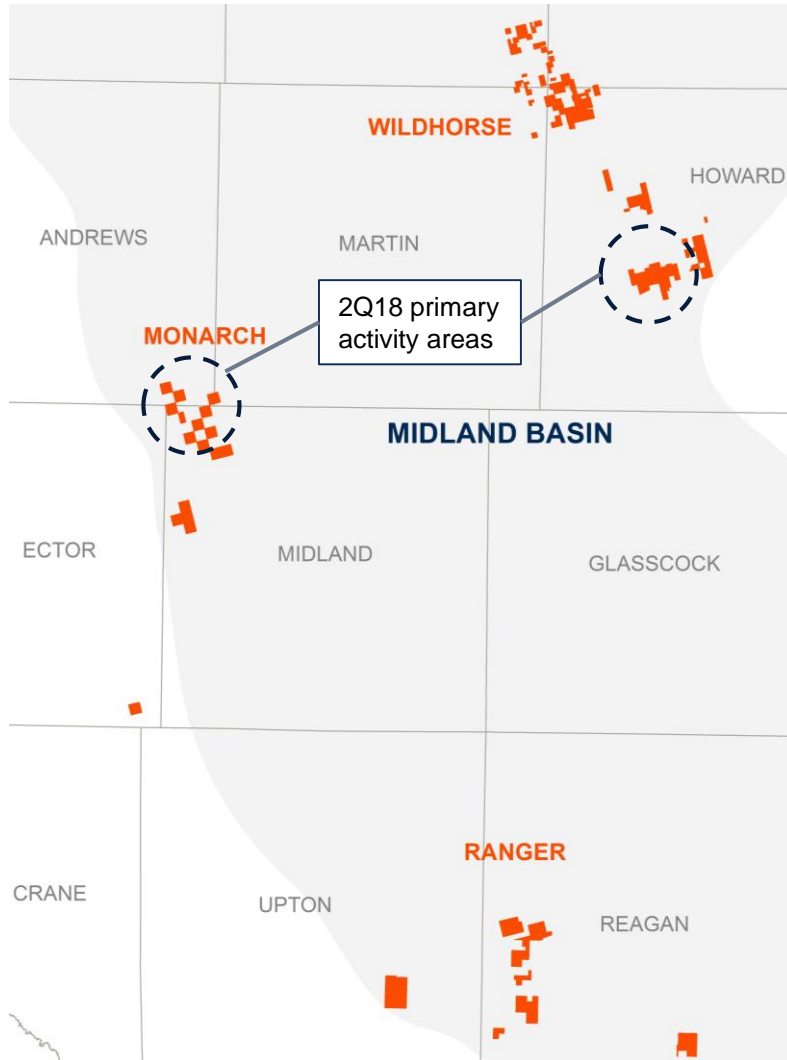 WILDHORSE
HOWARD
ANDREWS
MARTIN
2Q18 primary
activity areas
MONARCH
MIDLAND BASIN
ECTOR
MIDLAND
GLASSCOCK
RANGER
CRANE
UPTON
REAGAN